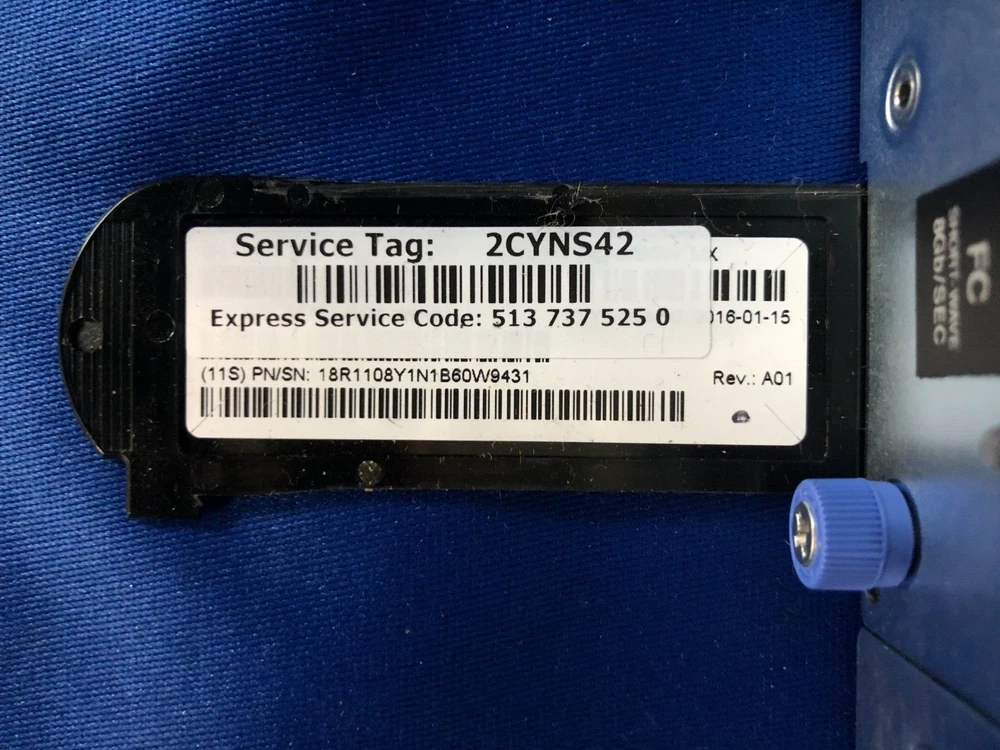 Service Tag: 2CYNS42
x
Express Service Code: 513 737 525 0
016-01-15
(11S) PN/SN: 18R1108Y1N1B60W9431
Rev.: A01
FC
SHORT WAVE
8Gb/SEC